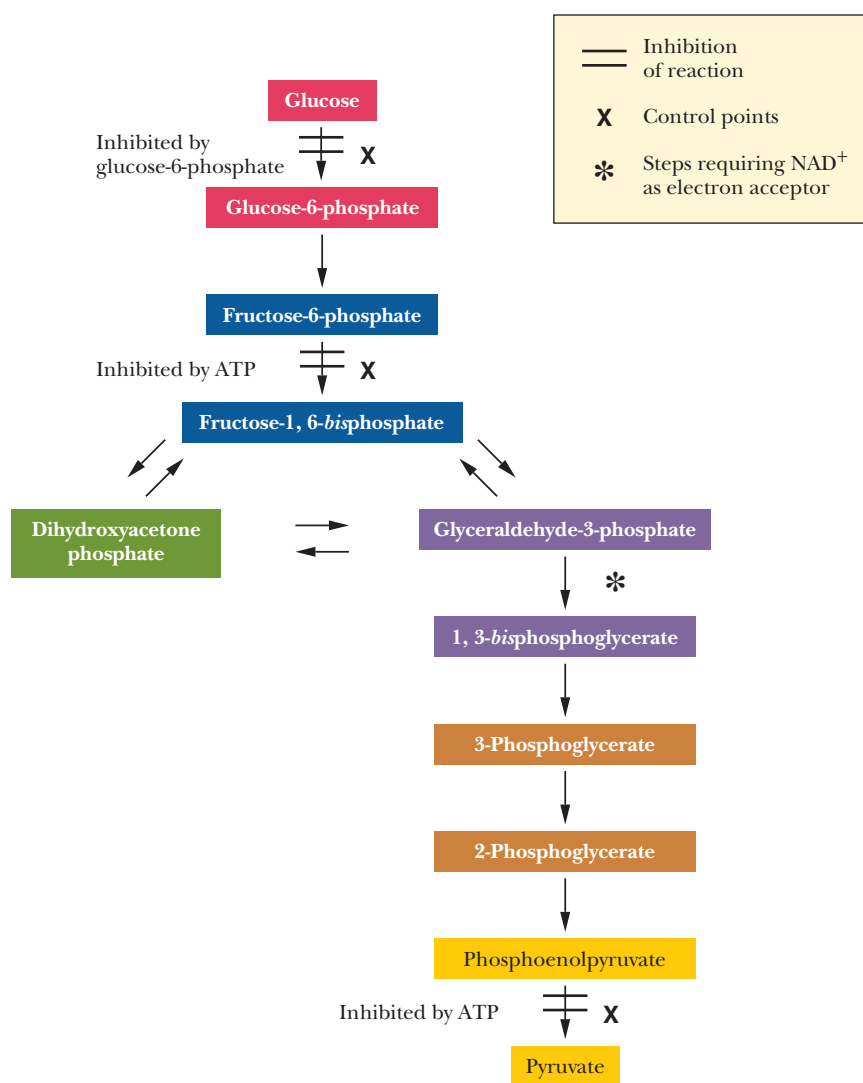 Inhibition
of reaction
X Control points
* Steps requiring NAD+
as electron acceptor
Glucose
Inhibited by
glucose-6-phosphate
X
Glucose-6-phosphate
Fructose-6-phosphate
Inhibited by ATP
X
Fructose-1, 6-bisphosphate
Dihydroxyacetone
phosphate
Glyceraldehyde-3-phosphate
*
1, 3-bisphosphoglycerate
3-Phosphoglycerate
2-Phosphoglycerate
Phosphoenolpyruvate
Inhibited by ATP
X
Pyruvate